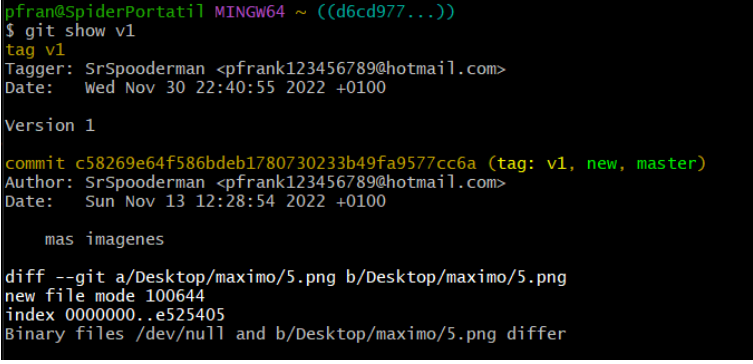 pfran@SpiderPortatil MINGW64 ~ ((d6cd977...))
$ git show v1
tag v1
Tagger: SrSpooderman <pfrank123456789@hotmail.com>
Date:   Wed Nov 30 22:40:55 2022 +0100
Version 1
commit c58269e64f586bdeb1780730233b49fa9577cc6a (tag: v1, new, master)
Author: SrSpooderman <pfrank123456789@hotmail.com>
Date:   Sun Nov 13 12:28:54 2022 +0100
    mas imagenes
diff --git a/Desktop/maximo/5.png b/Desktop/maximo/5.png
new file mode 100644
index 0000000..e525405
Binary files /dev/null and b/Desktop/maximo/5.png differ